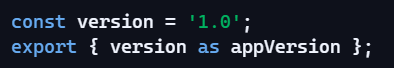 const version = '1.0';
export { version as appVersion };